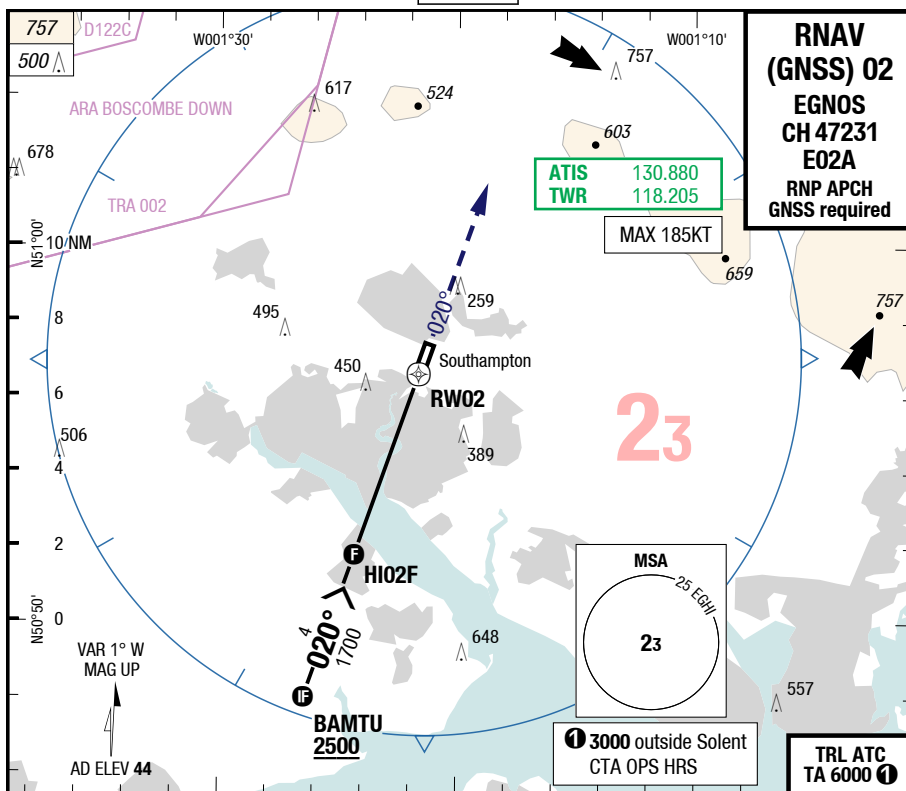 757
500
D122C
W001°30'
W001°10'
757
RNAV
(GNSS) 02
EGNOS
CH 47231
E02A
RNP APCH
GNSS required
617
524
ARA BOSCOMBE DOWN
603
678
ATIS 130.880
TWR 118.205
TRA 002
MAX 185KT
N51°00'
10 NM
659
757
020°
259
495
8
Southampton
450
6
RW02
23
506
389
4
2
HI02F
MSA
25 EGHI
23
N50°50'
0
4
020°
1700
648
VAR 1° W
MAG UP
IF
F
557
BAMTU
2500
1 3000 outside Solent
CTA OPS HRS
AD ELEV 44
TRL ATC
TA 6000 1